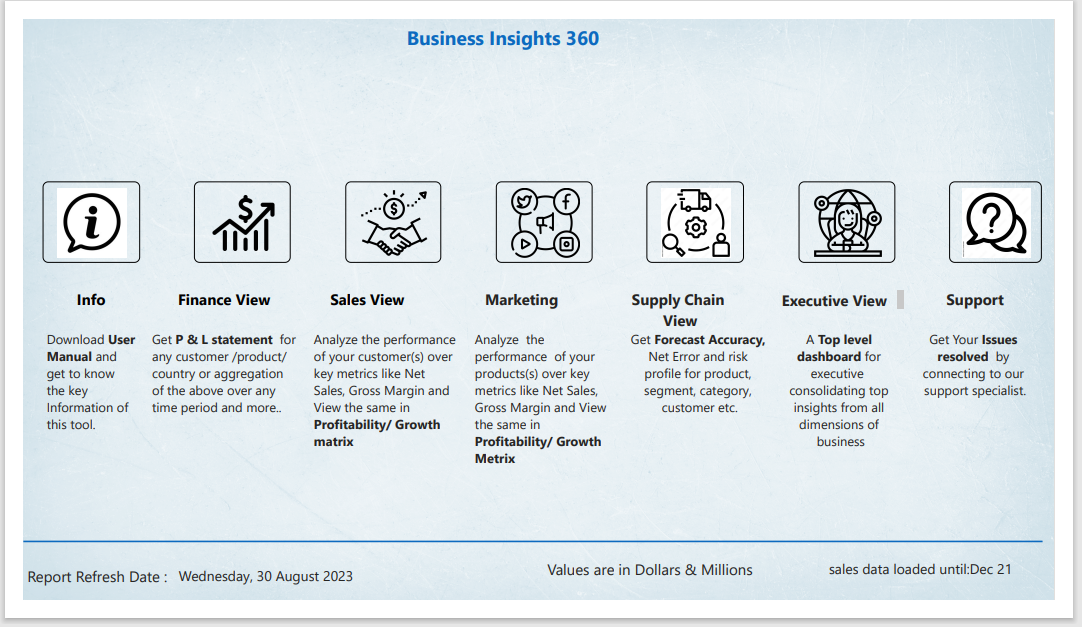 Business Insights 360
Info
Download User
Manual and
get to know
the key
Information of
this tool.
Finance View
Get P & L statement for
any customer /product/
country or aggregation
of the above over any
time period and more..
Sales View
Analyze the performance
of your customer(s) over
key metrics like Net
Sales, Gross Margin and
View the same in
Profitability/ Growth
matrix
Marketing
Analyze the
performance of your
products(s) over key
metrics like Net Sales,
Gross Margin and View
the same in
Profitability/ Growth
Metrix
Supply Chain
View
Get Forecast Accuracy,
Net Error and risk
profile for product,
segment, category,
customer etc.
Executive View
A Top level
dashboard for
executive
consolidating top
insights from all
dimensions of
business
Support
Get Your Issues
resolved by
connecting to our
support specialist.
Report Refresh Date : Wednesday, 30 August 2023
Values are in Dollars & Millions
sales data loaded until:Dec 21